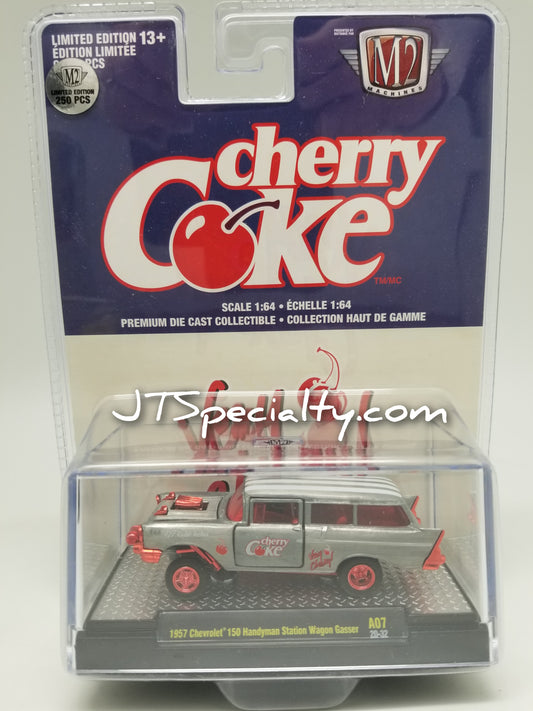 LIMITED EDITION 13+
ÉDITION LIMITÉE
PCS
M2
LIMITED EDITION
250 PCS
M2
MACHINES
cherry
Coke
TM/MC
SCALE 1:64 • ÉCHELLE 1:64
PREMIUM DIE CAST COLLECTIBLE • COLLECTION HAUT DE GAMME
JTSpecialty.com
cherry
Coke
1957 Chevrolet 150 Handyman Station Wagon Gasser
A07
20-32